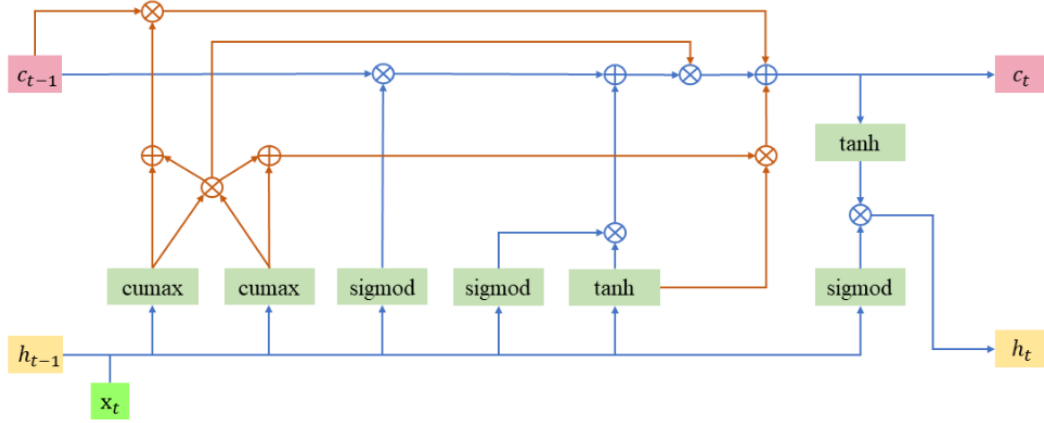 c_{t-1}
c_t
tanh
cumax
cumax
sigmod
sigmod
tanh
sigmod
h_{t-1}
h_t
x_t